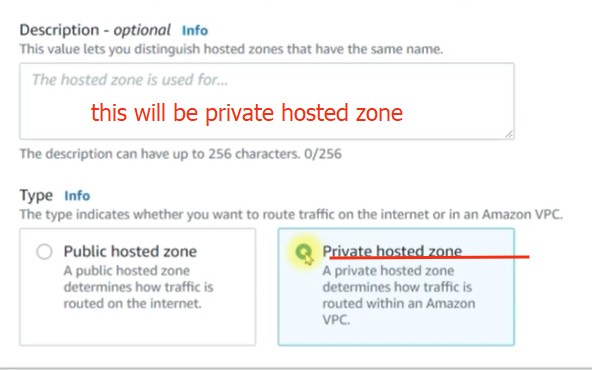 Description - optional Info
This value lets you distinguish hosted zones that have the same name.
The hosted zone is used for...
this will be private hosted zone
The description can have up to 256 characters. 0/256
Type Info
The type indicates whether you want to route traffic on the internet or in an Amazon VPC.
Public hosted zone
A public hosted zone
determines how traffic is
routed on the internet.
Private hosted zone
A private hosted zone
determines how traffic is
routed within an Amazon
VPC.